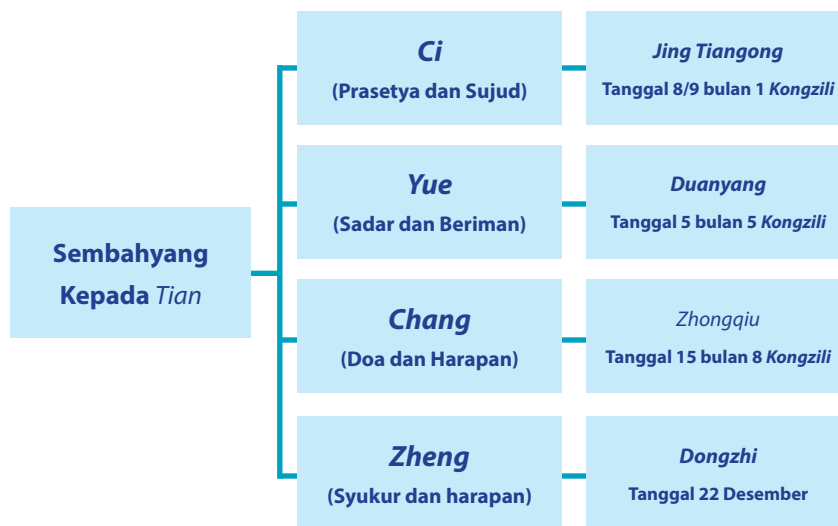 Sembahyang
Kepada Tian
Ci
(Prasetya dan Sujud)
Jing Tiangong
Tanggal 8/9 bulan 1 Kongzili
Yue
(Sadar dan Beriman)
Duanyang
Tanggal 5 bulan 5 Kongzili
Chang
(Doa dan Harapan)
Zhongqiu
Tanggal 15 bulan 8 Kongzili
Zheng
(Syukur dan harapan)
Dongzhi
Tanggal 22 Desember